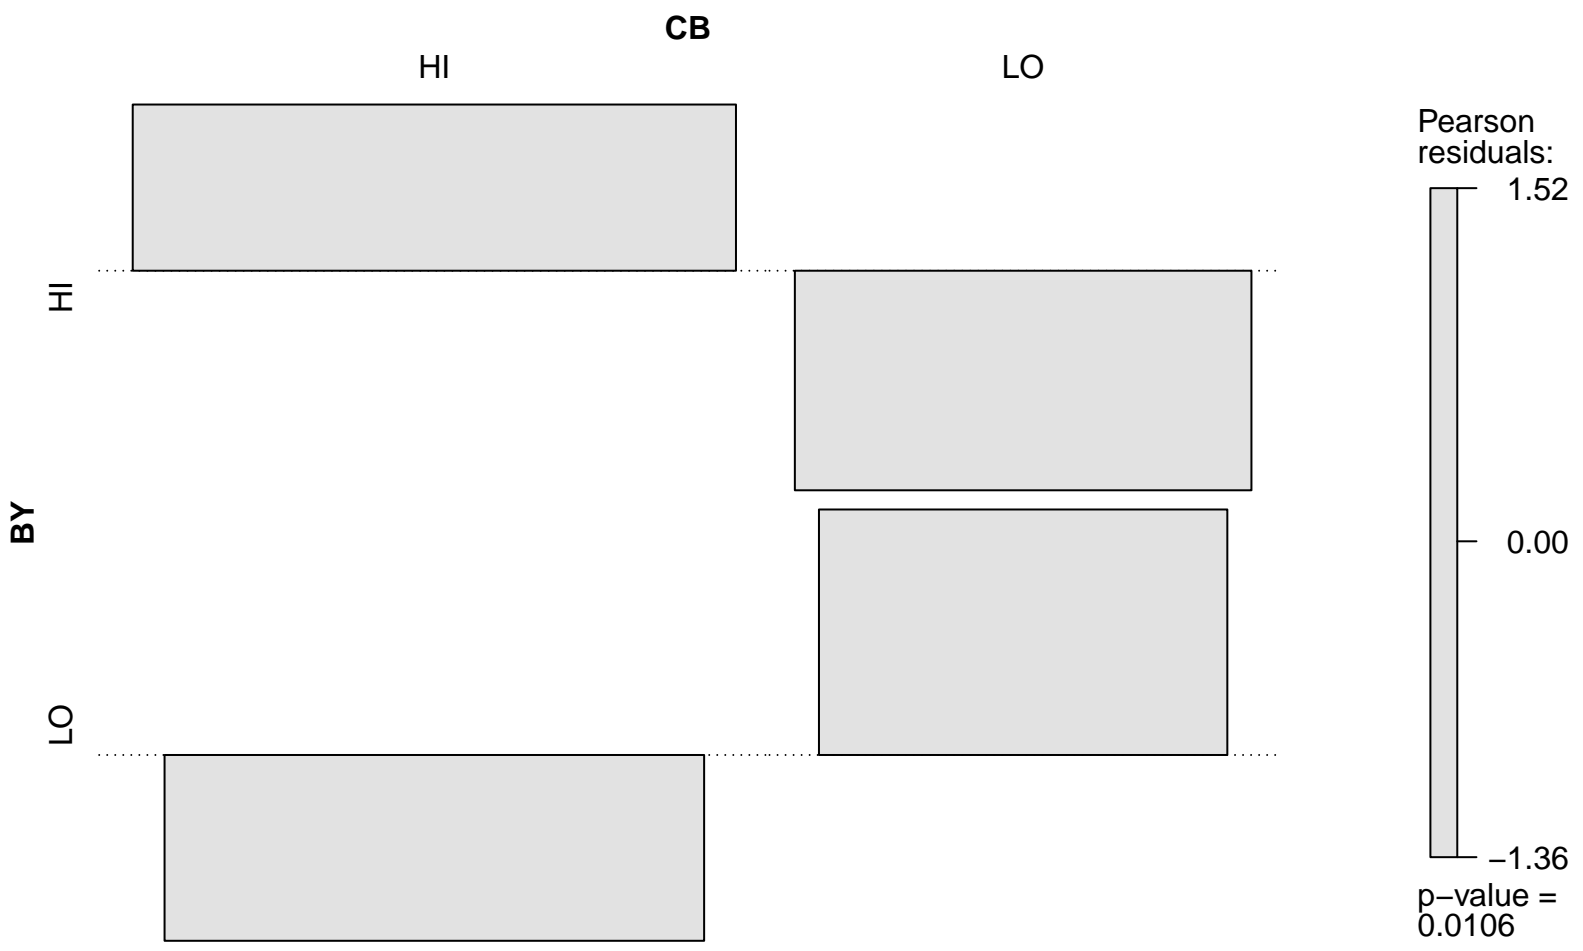 CB
HI
LO
HI
BY
LO
Pearson
residuals:
1.52
0.00
−1.36
p−value =
0.0106